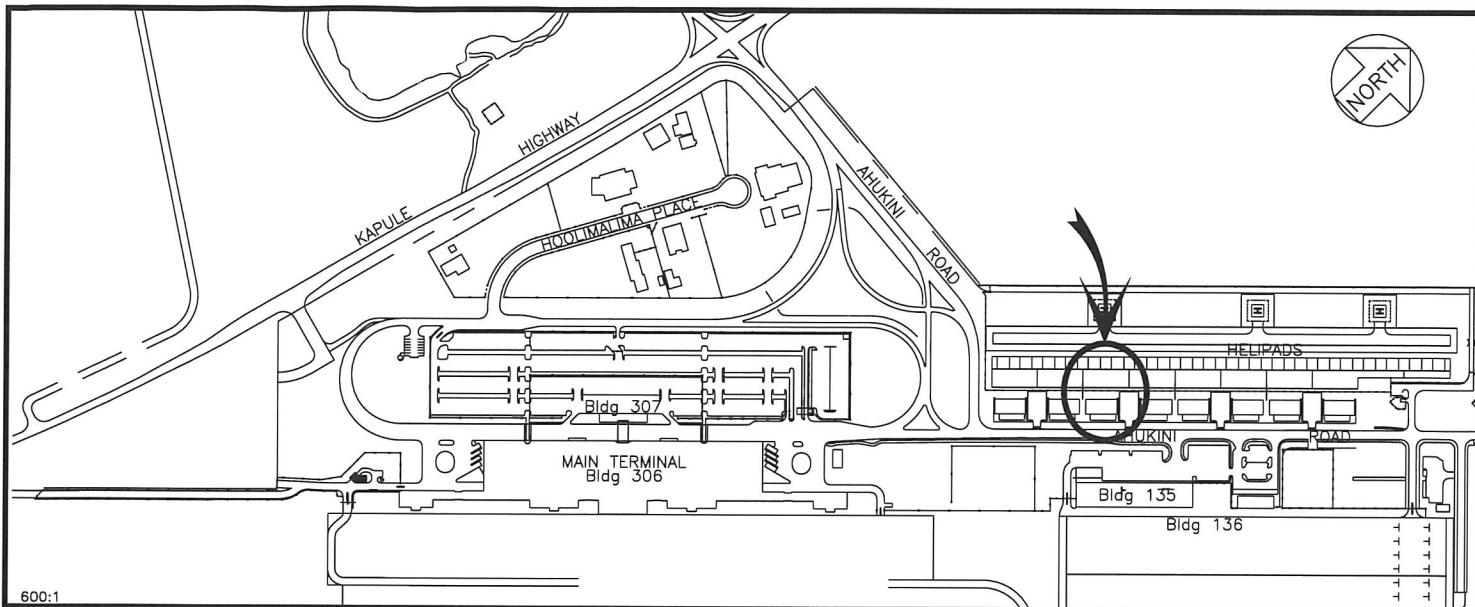 NORTH
HIGHWAY
KAPULE
HOOLIMALIMA PLACE
AHUKINI
ROAD
H
H
H
HELIPADS
Bldg 307
AHUKINI
ROAD
MAIN TERMINAL
Bldg 306
Bldg 135
Bldg 136
600:1